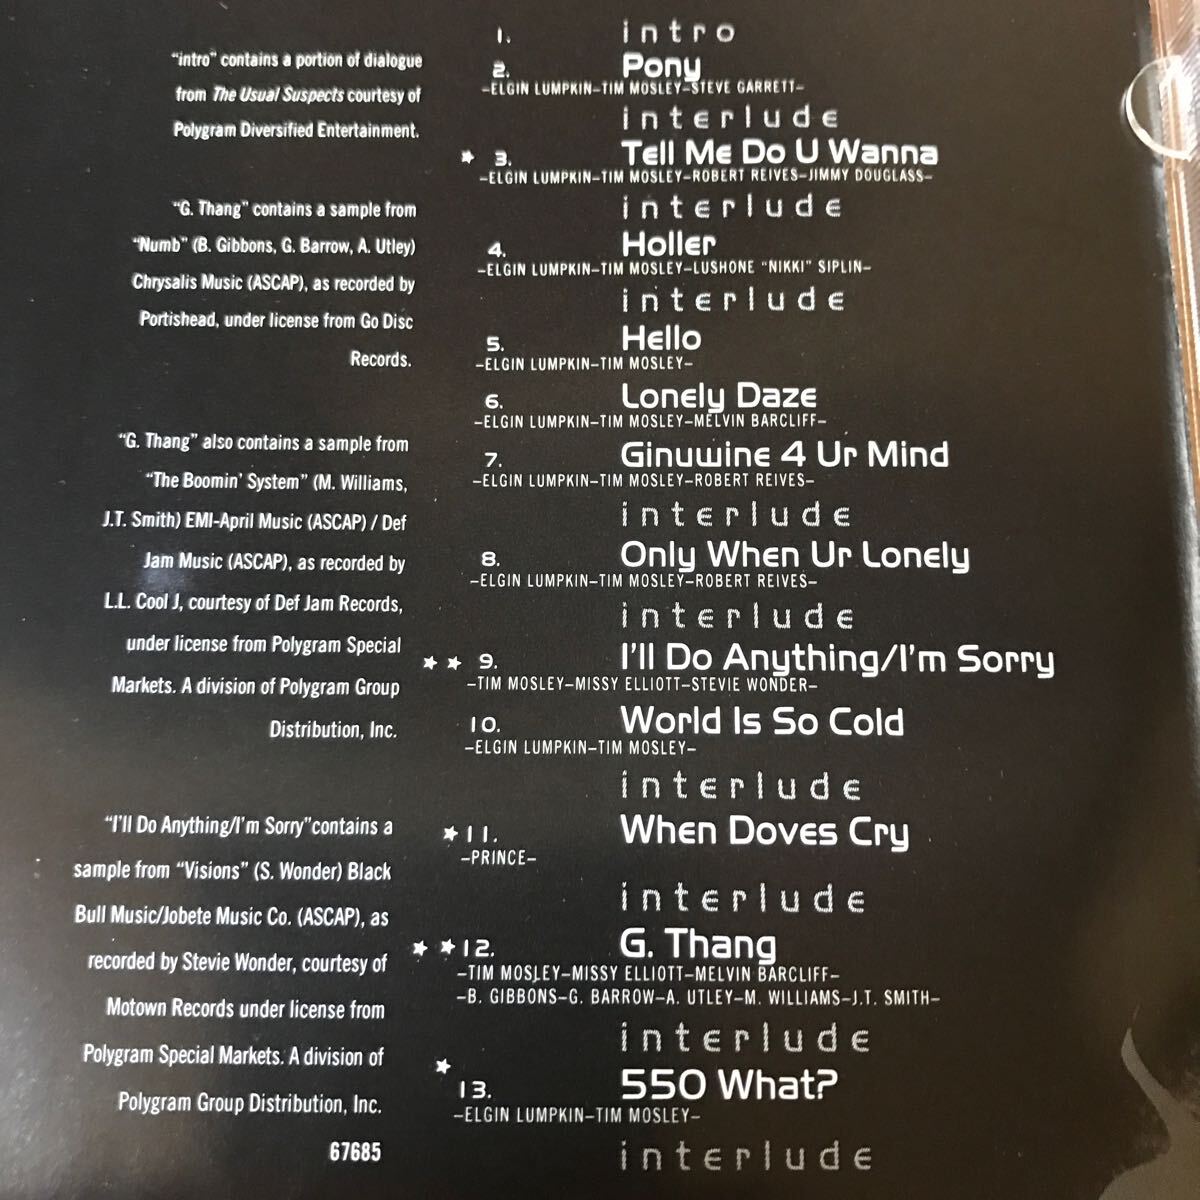 "intro" contains a portion of dialogue
from The Usual Suspects courtesy of
Polygram Diversified Entertainment.
"G. Thang" contains a sample from
"Numb" (B. Gibbons, G. Barrow, A. Utley)
Chrysalis Music (ASCAP), as recorded by
Portishead, under license from Go Disc
Records.
"G. Thang" also contains a sample from
"The Boomin' System" (M. Williams,
J.T. Smith) EMI-April Music (ASCAP) / Def
Jam Music (ASCAP), as recorded by
L.L. Cool J, courtesy of Def Jam Records,
under license from Polygram Special
Markets. A division of Polygram Group
Distribution, Inc.
"I'll Do Anything/I'm Sorry"contains a
sample from "Visions" (S. Wonder) Black
Bull Music/Jobete Music Co. (ASCAP), as
recorded by Stevie Wonder, courtesy of
Motown Records under license from
Polygram Special Markets. A division of
Polygram Group Distribution, Inc.
67685
1. intro
2. Pony
–ELGIN LUMPKIN–TIM MOSLEY–STEVE GARRETT–
interlude
★ 3. Tell Me Do U Wanna
–ELGIN LUMPKIN–TIM MOSLEY–ROBERT REIVES–JIMMY DOUGLASS–
interlude
4. Holler
–ELGIN LUMPKIN–TIM MOSLEY–LUSHONE "NIKKI" SIPLIN–
interlude
5. Hello
–ELGIN LUMPKIN–TIM MOSLEY–
6. Lonely Daze
–ELGIN LUMPKIN–TIM MOSLEY–MELVIN BARCLIFF–
7. Ginuwine 4 Ur Mind
–ELGIN LUMPKIN–TIM MOSLEY–ROBERT REIVES–
interlude
8. Only When Ur Lonely
–ELGIN LUMPKIN–TIM MOSLEY–ROBERT REIVES–
interlude
★ ★ 9. I'll Do Anything/I'm Sorry
–TIM MOSLEY–MISSY ELLIOTT–STEVIE WONDER–
10. World Is So Cold
–ELGIN LUMPKIN–TIM MOSLEY–
interlude
★ 11. When Doves Cry
–PRINCE–
interlude
★ ★ 12. G. Thang
–TIM MOSLEY–MISSY ELLIOTT–MELVIN BARCLIFF–
–B. GIBBONS–G. BARROW–A. UTLEY–M. WILLIAMS–J.T. SMITH–
interlude
★ 13. 550 What?
–ELGIN LUMPKIN–TIM MOSLEY–
interlude